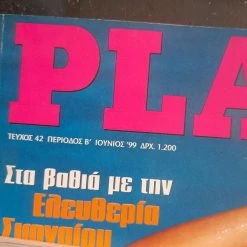 PLA
ΤΕΥΧΟΣ 42 ΠΕΡΙΟΔΟΣ Β' ΙΟΥΝΙΟΣ '99 ΔΡΧ. 1.200
Στα βαθιά με την
Ελευθερία